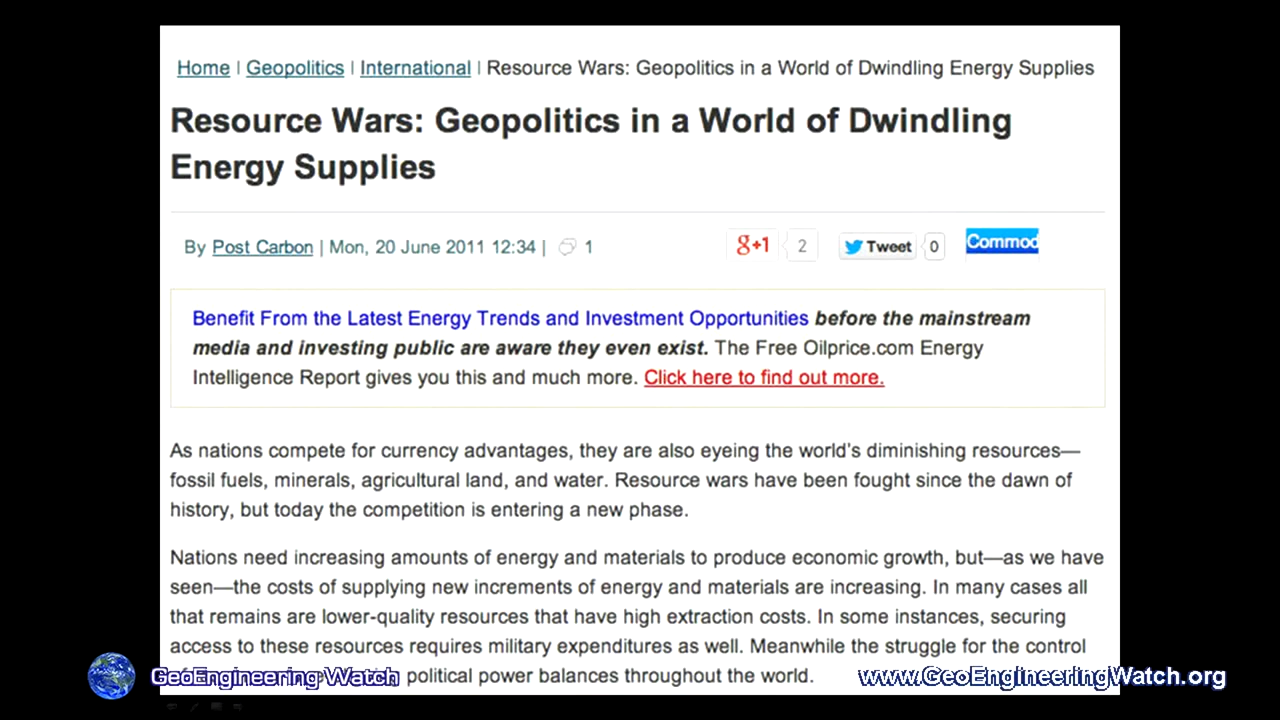 Home | Geopolitics | International | Resource Wars: Geopolitics in a World of Dwindling Energy Supplies
Resource Wars: Geopolitics in a World of Dwindling
Energy Supplies
By Post Carbon | Mon, 20 June 2011 12:34 | 1
g+1 2 Tweet 0 Commod
Benefit From the Latest Energy Trends and Investment Opportunities before the mainstream
media and investing public are aware they even exist. The Free Oilprice.com Energy
Intelligence Report gives you this and much more. Click here to find out more.
As nations compete for currency advantages, they are also eyeing the world's diminishing resources—
fossil fuels, minerals, agricultural land, and water. Resource wars have been fought since the dawn of
history, but today the competition is entering a new phase.
Nations need increasing amounts of energy and materials to produce economic growth, but—as we have
seen—the costs of supplying new increments of energy and materials are increasing. In many cases all
that remains are lower-quality resources that have high extraction costs. In some instances, securing
access to these resources requires military expenditures as well. Meanwhile the struggle for the control
political power balances throughout the world.
GeoEngineering Watch www.GeoEngineeringWatch.org